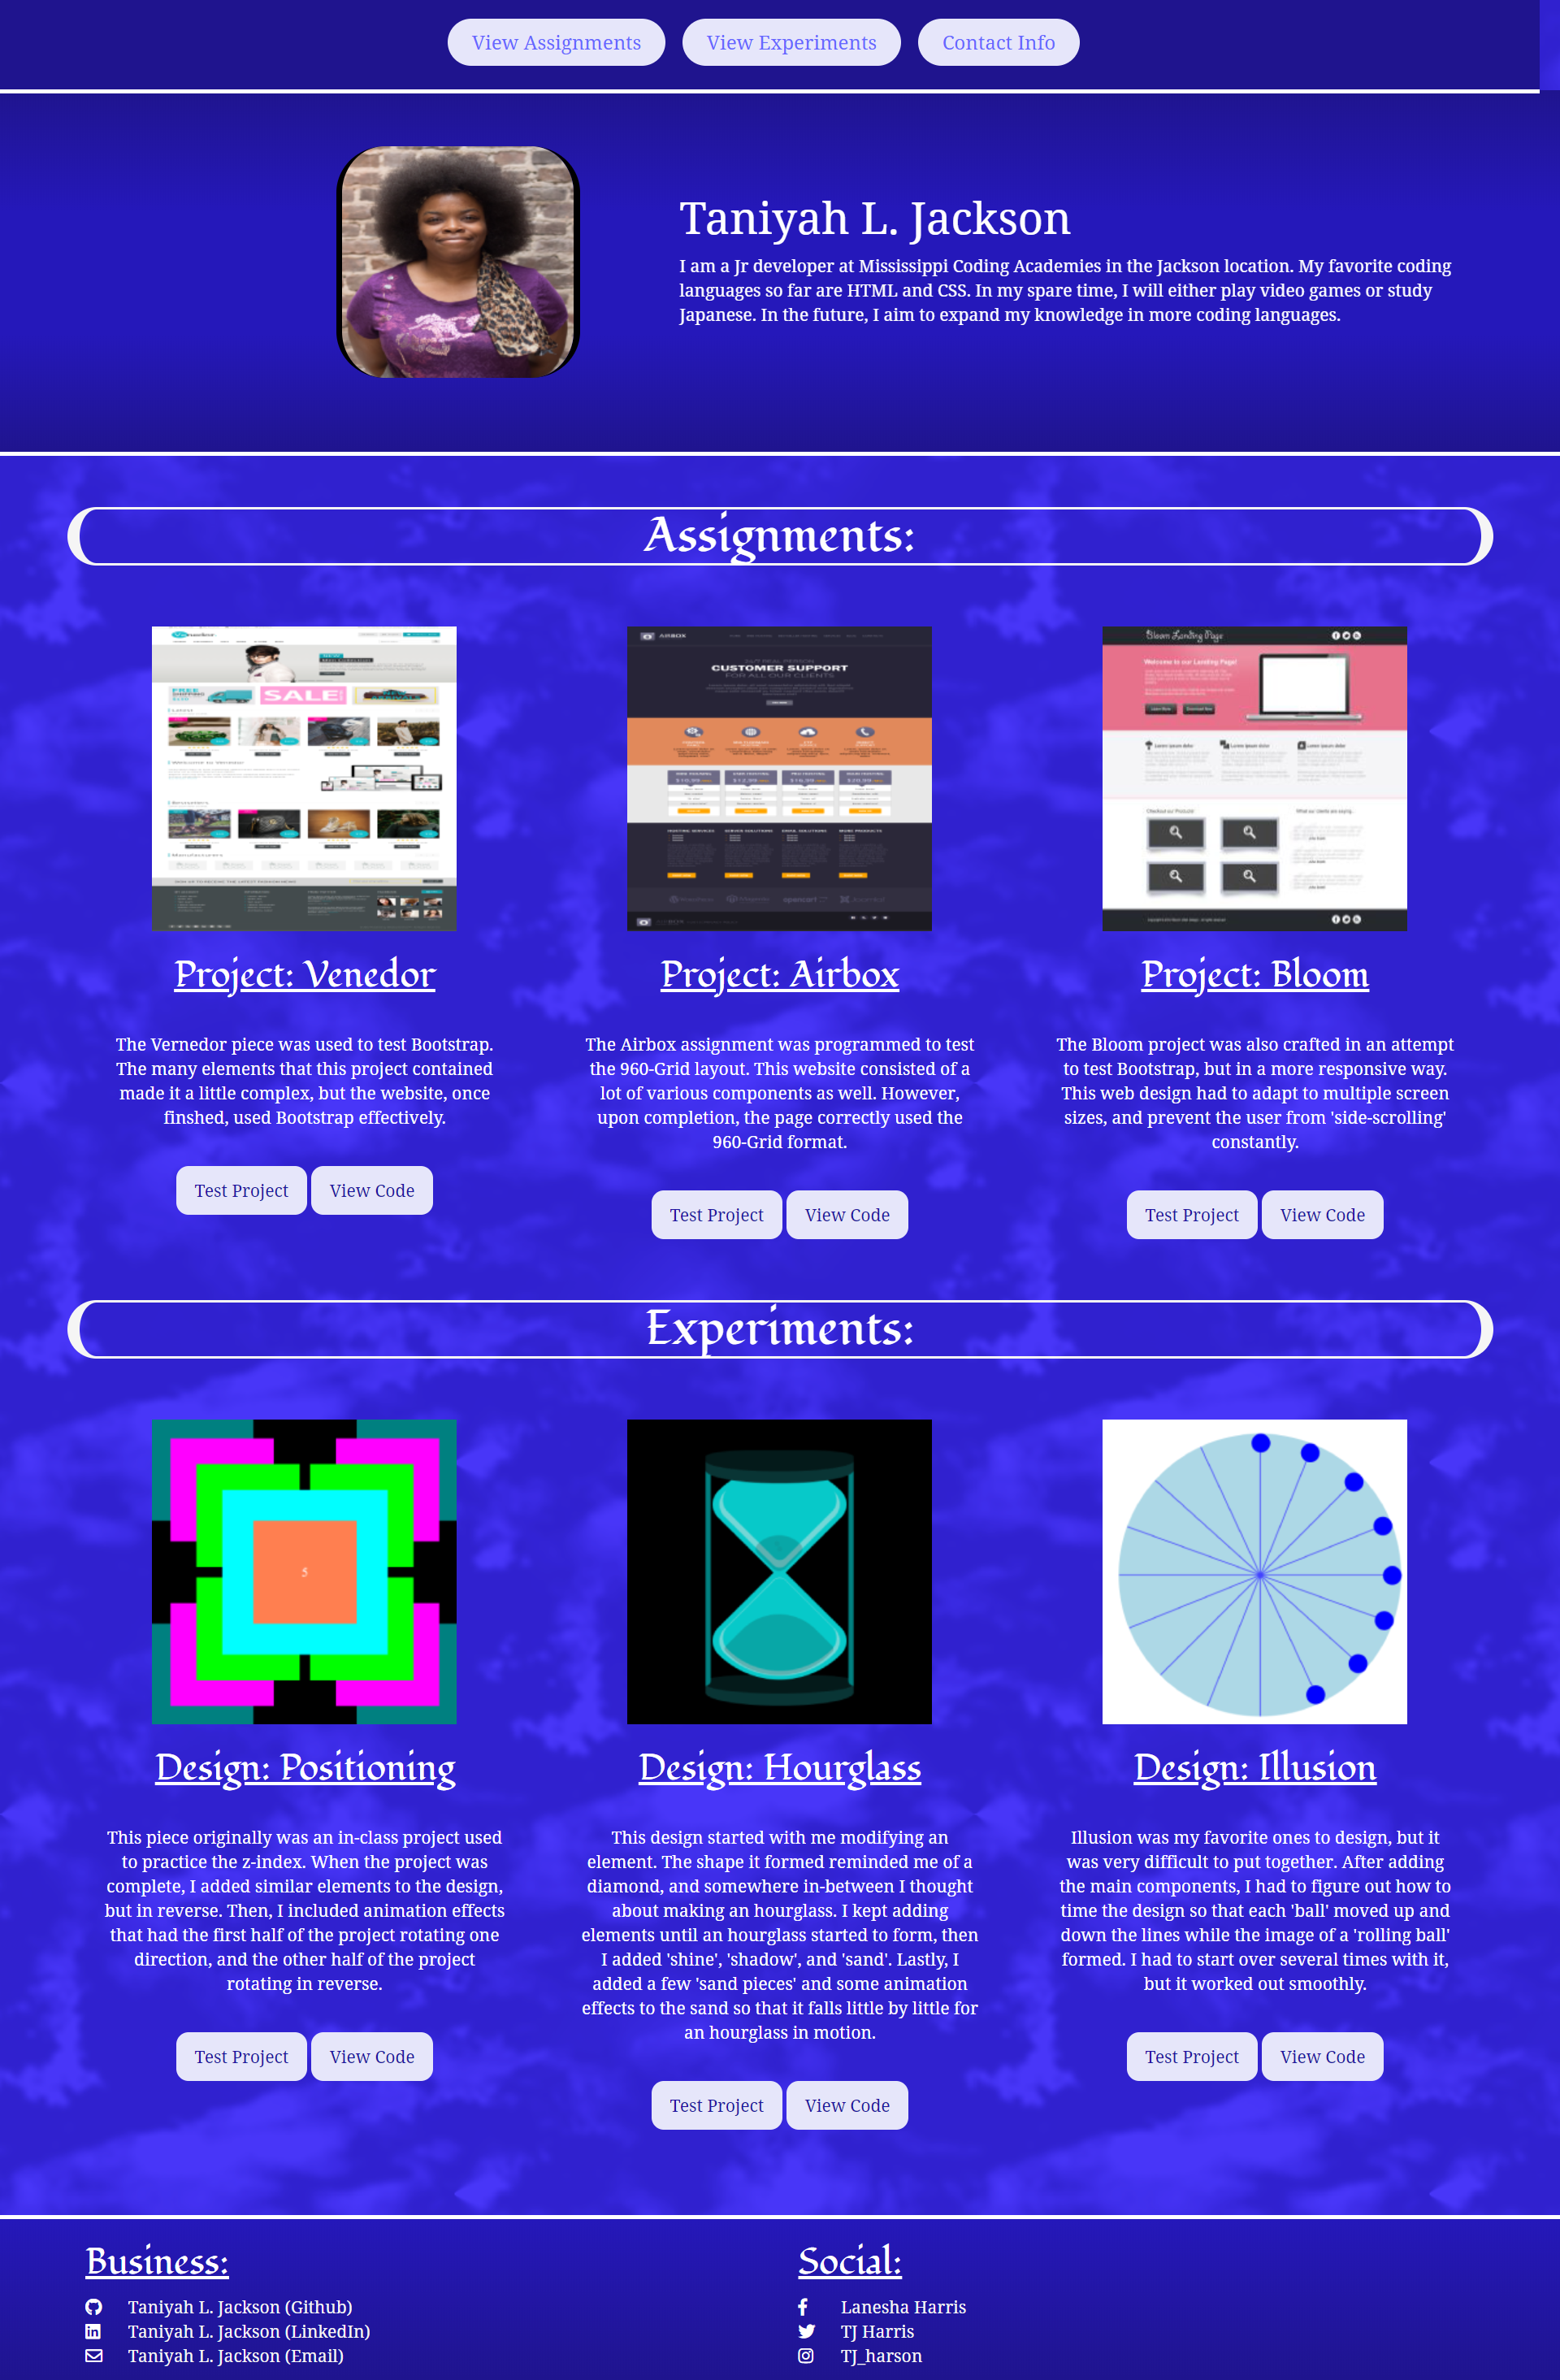 View Assignments
View Experiments
Contact Info
Taniyah L. Jackson
I am a Jr developer at Mississippi Coding Academies in the Jackson location. My favorite coding
languages so far are HTML and CSS. In my spare time, I will either play video games or study
Japanese. In the future, I aim to expand my knowledge in more coding languages.
Assignments:
FREE
SALE
AIRBOX
CUSTOMER SUPPORT
FOR ALL OUR CLIENTS
Bloom Landing Page
Welcome to our Landing Page!
Project: Venedor
The Vernedor piece was used to test Bootstrap.
The many elements that this project contained
made it a little complex, but the website, once
finshed, used Bootstrap effectively.
Test Project
View Code
Project: Airbox
The Airbox assignment was programmed to test
the 960-Grid layout. This website consisted of a
lot of various components as well. However,
upon completion, the page correctly used the
960-Grid format.
Test Project
View Code
Project: Bloom
The Bloom project was also crafted in an attempt
to test Bootstrap, but in a more responsive way.
This web design had to adapt to multiple screen
sizes, and prevent the user from 'side-scrolling'
constantly.
Test Project
View Code
Experiments:
5
Design: Positioning
This piece originally was an in-class project used
to practice the z-index. When the project was
complete, I added similar elements to the design,
but in reverse. Then, I included animation effects
that had the first half of the project rotating one
direction, and the other half of the project
rotating in reverse.
Test Project
View Code
Design: Hourglass
This design started with me modifying an
element. The shape it formed reminded me of a
diamond, and somewhere in-between I thought
about making an hourglass. I kept adding
elements until an hourglass started to form, then
I added 'shine', 'shadow', and 'sand'. Lastly, I
added a few 'sand pieces' and some animation
effects to the sand so that it falls little by little for
an hourglass in motion.
Test Project
View Code
Design: Illusion
Illusion was my favorite ones to design, but it
was very difficult to put together. After adding
the main components, I had to figure out how to
time the design so that each 'ball' moved up and
down the lines while the image of a 'rolling ball'
formed. I had to start over several times with it,
but it worked out smoothly.
Test Project
View Code
Business:
Taniyah L. Jackson (Github)
Taniyah L. Jackson (LinkedIn)
Taniyah L. Jackson (Email)
Social:
Lanesha Harris
TJ Harris
TJ_harson